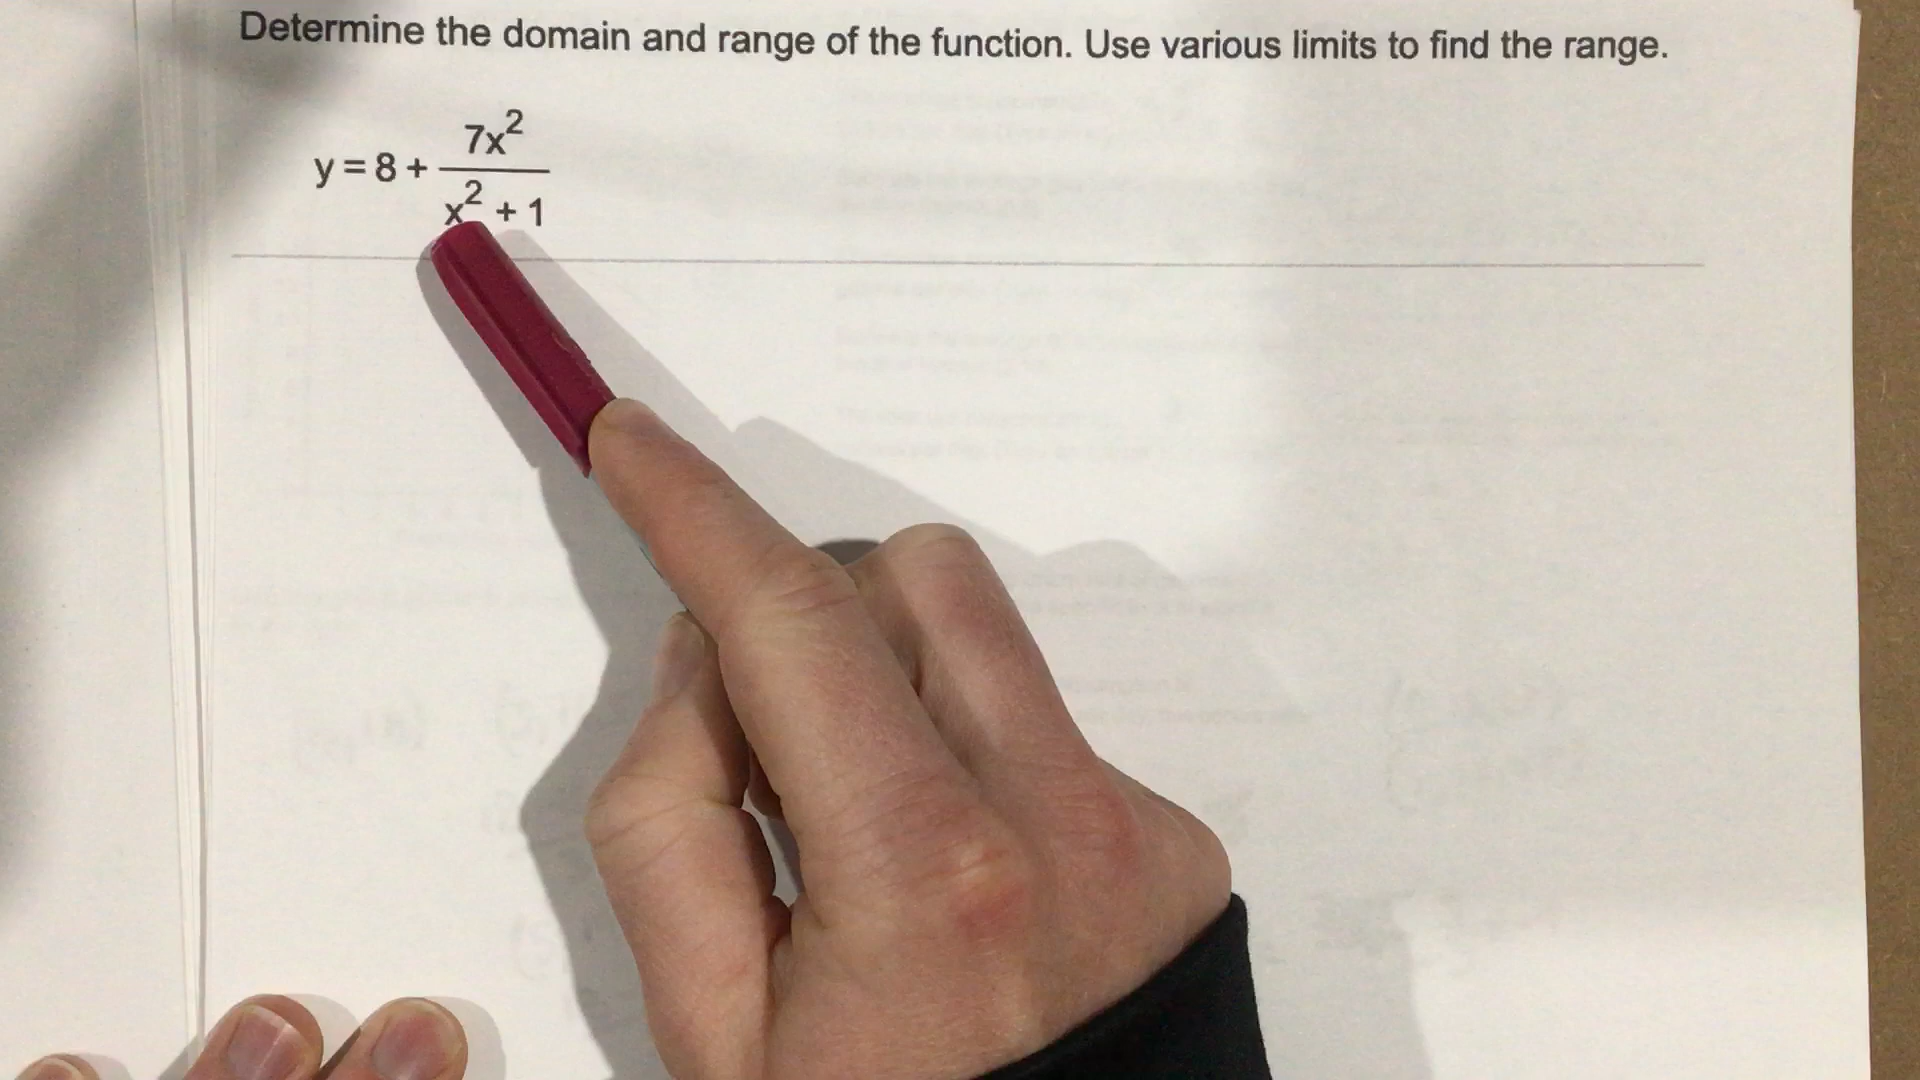 Determine the domain and range of the function. Use various limits to find the range.
y = 8 + 7x² / x² + 1